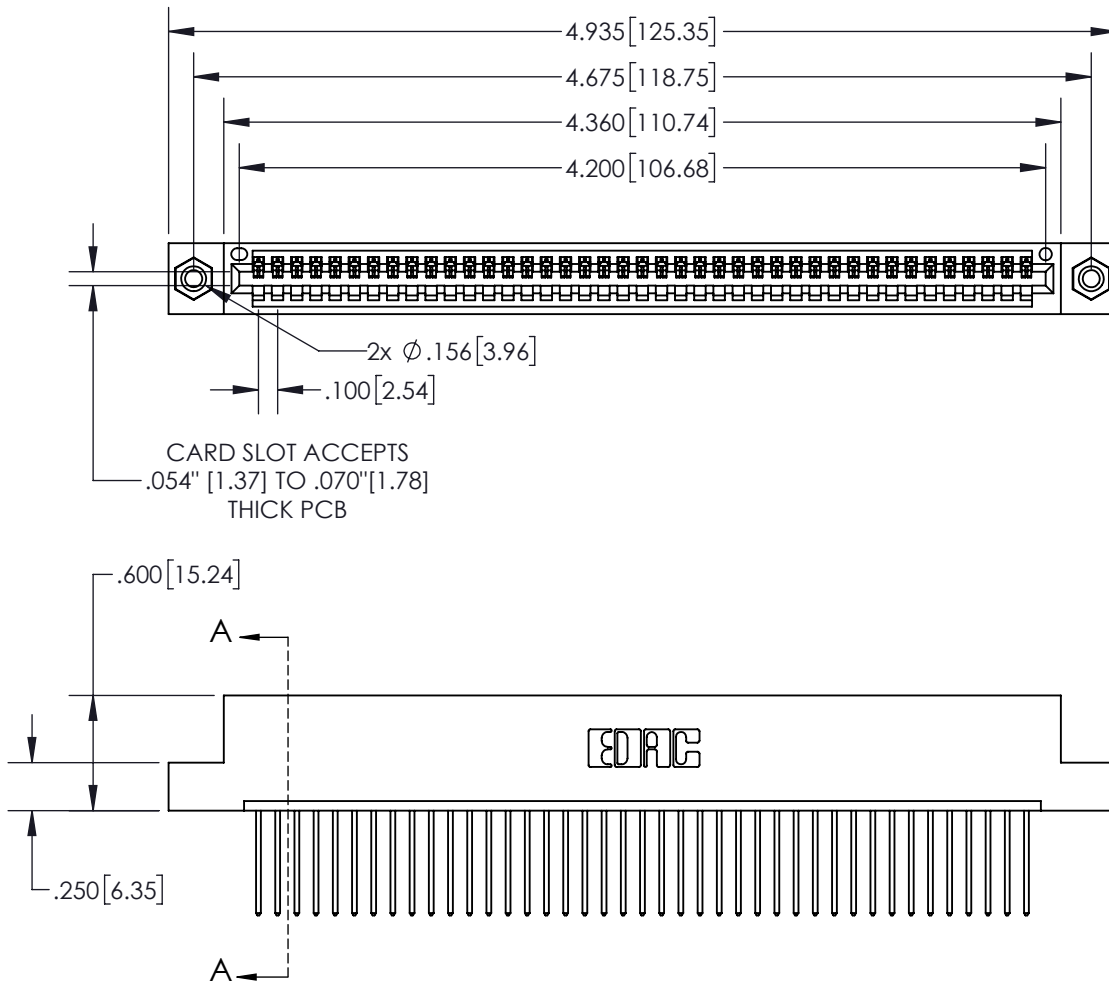 4.935[125.35]
4.675[118.75]
4.360[110.74]
4.200[106.68]
2x Ø.156[3.96]
.100[2.54]
CARD SLOT ACCEPTS
.054" [1.37] TO .070"[1.78]
THICK PCB
.600[15.24]
A
EDAC
.250[6.35]
A